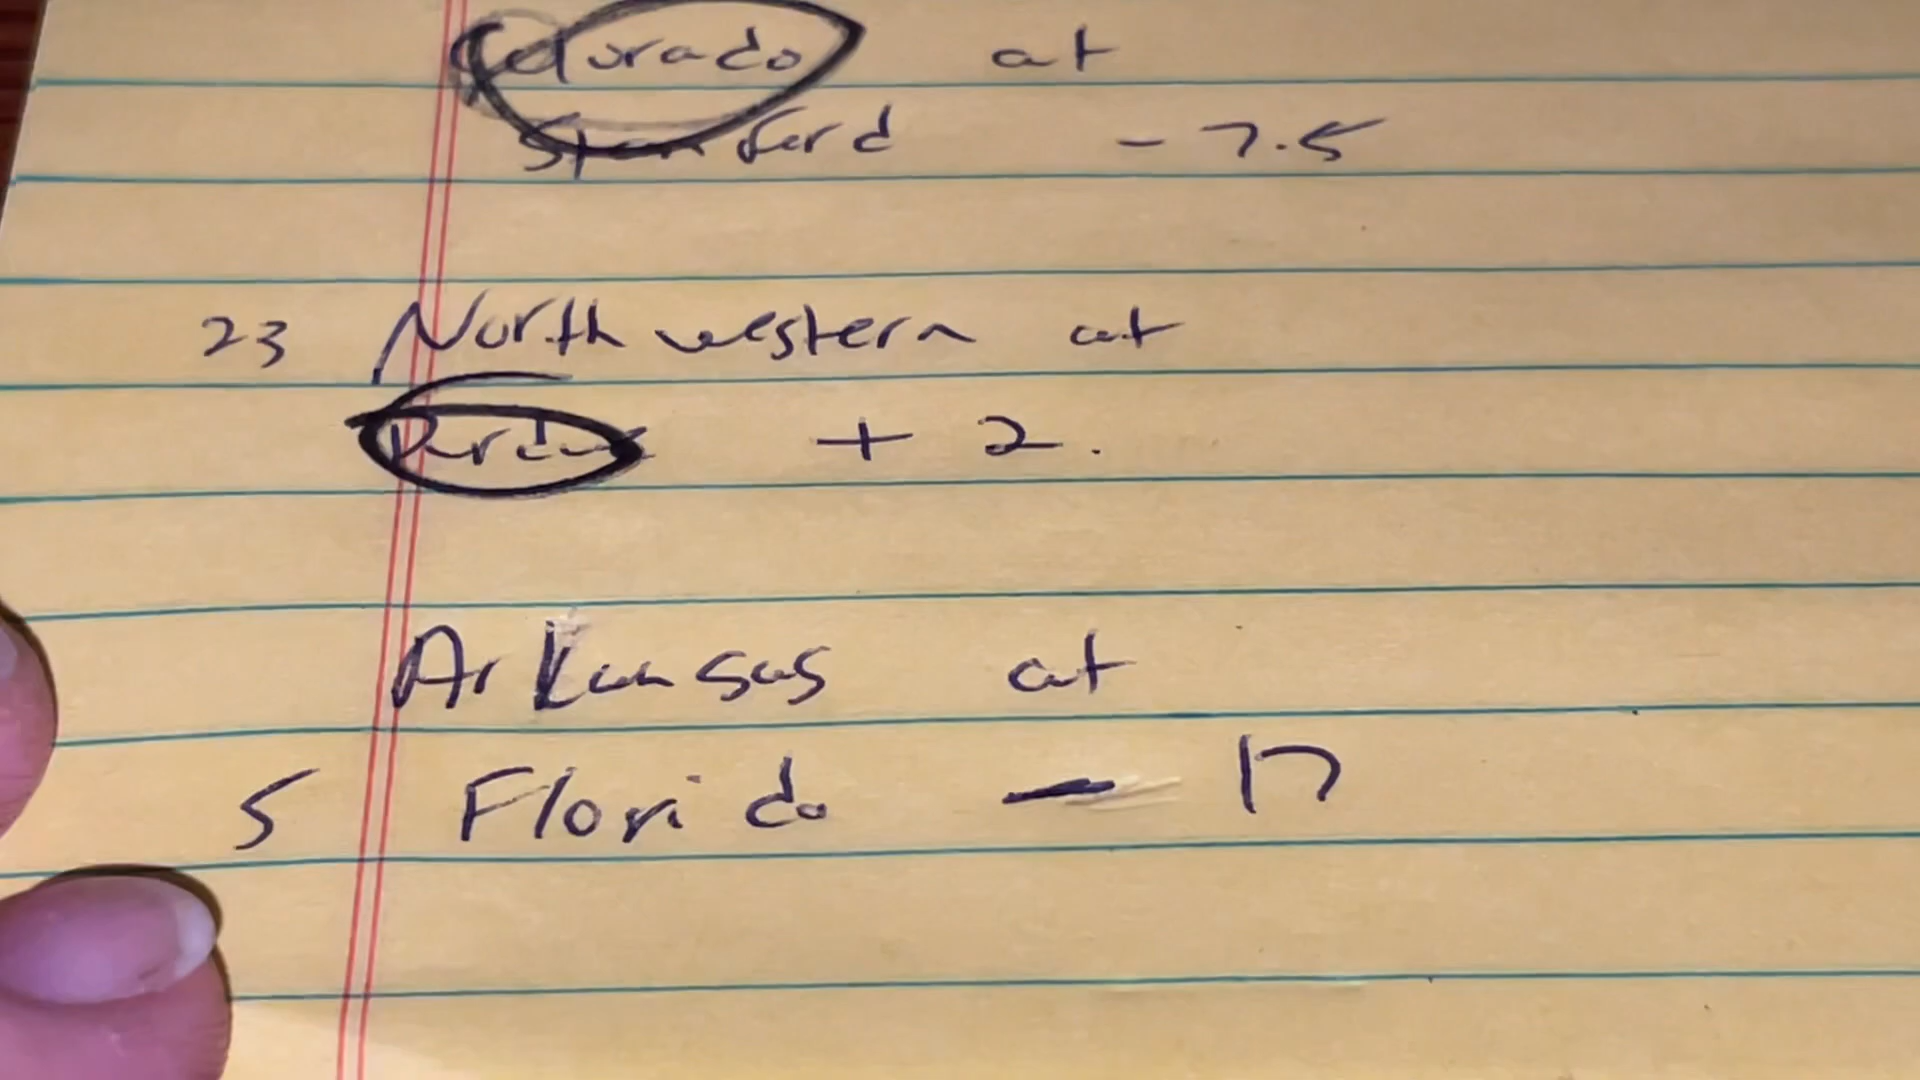 Colorado at
Stanford - 7.5
23 Northwestern at
Purdue + 2.
Arkansas at
5 Florida - 17